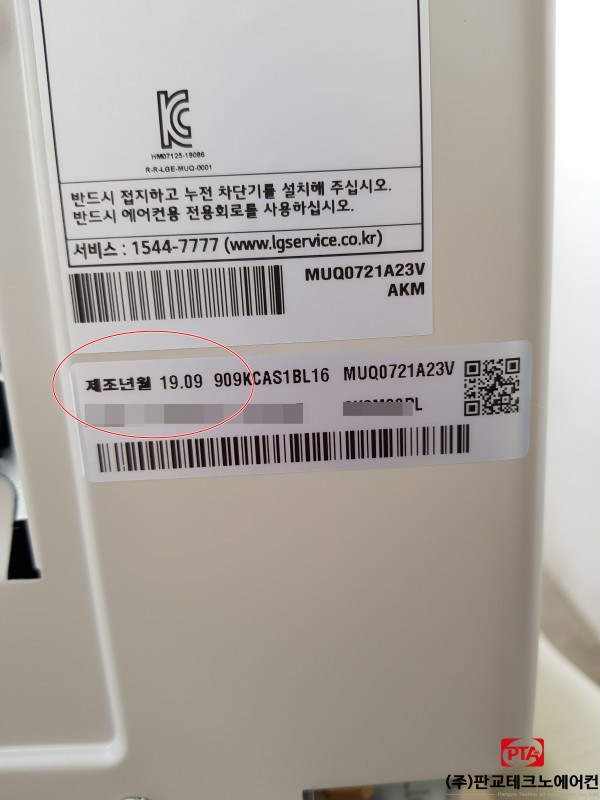 KC
HM07125-19086
R-R-LGE-MUQ-0001
반드시 접지하고 누전 차단기를 설치해 주십시오.
반드시 에어컨용 전용회로를 사용하십시오.
서비스 : 1544-7777 (www.lgservice.co.kr)
MUQ0721A23V
AKM
제조년월 19.09 909KCAS1BL16 MUQ0721A23V
PTA
(주)판교테크노에어컨